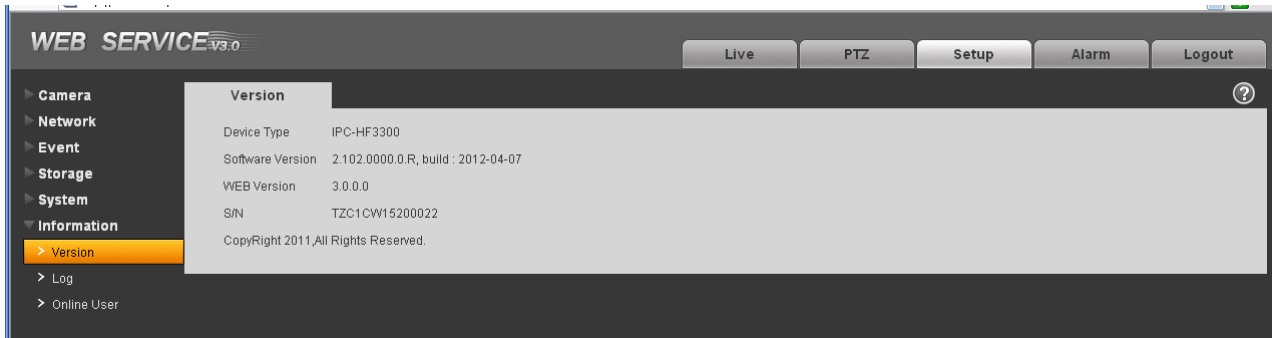 WEB SERVICE V3.0
Live PTZ Setup Alarm Logout
Camera
Network
Event
Storage
System
Information
> Version
> Log
> Online User
Version ?
Device Type IPC-HF3300
Software Version 2.102.0000.0.R, build : 2012-04-07
WEB Version 3.0.0.0
S/N TZC1CW15200022
CopyRight 2011,All Rights Reserved.